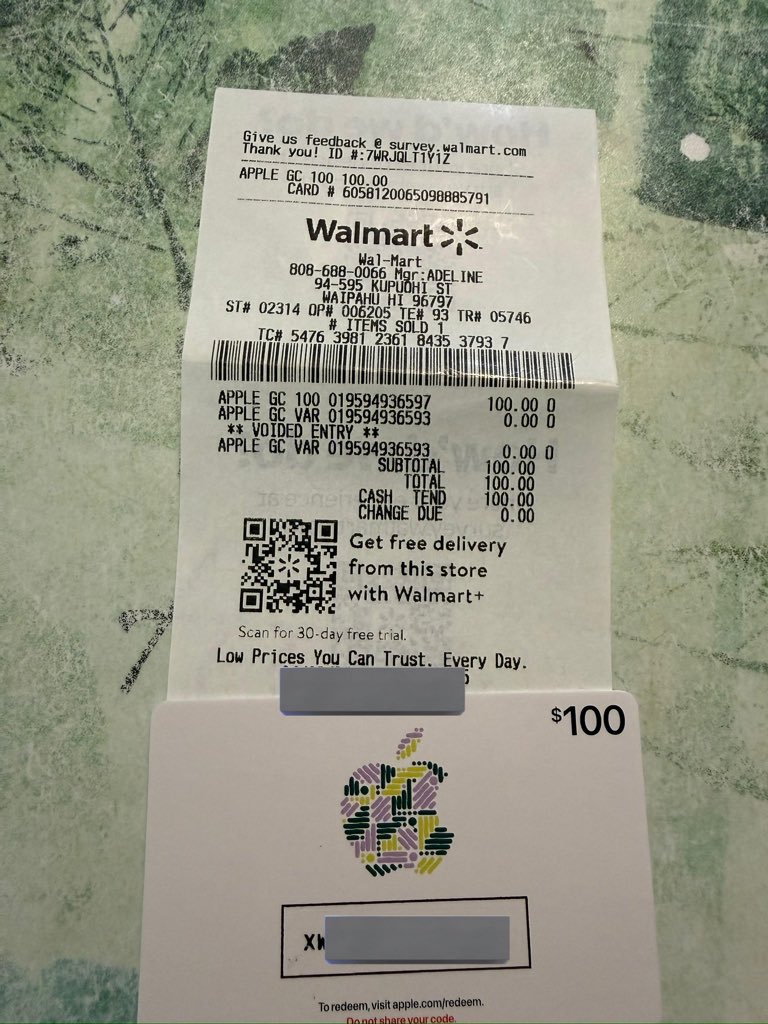 Give us feedback @ survey.walmart.com
Thank you! ID #:7WRJQLT1Y1Z
APPLE GC 100 100.00
CARD # 6058120065098885791
Walmart
Wal-Mart
808-688-0066 Mgr:ADELINE
94-595 KUPUOHI ST
WAIPAHU HI 96797
ST# 02314 OP# 006205 TE# 93 TR# 05746
# ITEMS SOLD 1
TC# 5476 3981 2361 8435 3793 7
APPLE GC 100 019594936597 100.00 O
APPLE GC VAR 019594936593 0.00 O
** VOIDED ENTRY **
APPLE GC VAR 019594936593 0.00 O
SUBTOTAL 100.00
TOTAL 100.00
CASH TEND 100.00
CHANGE DUE 0.00
Get free delivery
from this store
with Walmart+
Scan for 30-day free trial.
Low Prices You Can Trust. Every Day.
$100
To redeem, visit apple.com/redeem.
Do not share your code.